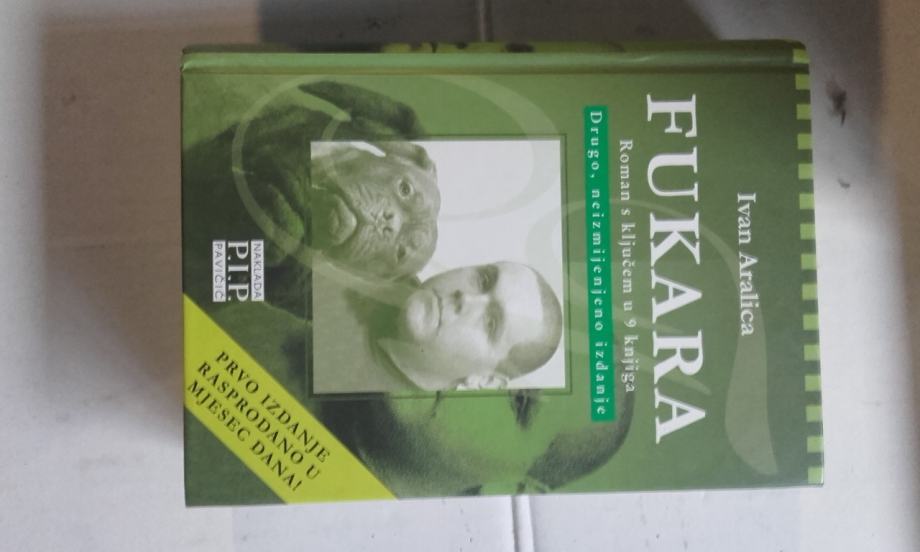 Ivan Aralica
FUKARA
Roman s ključem u 9 knjiga
Drugo, neizmijenjeno izdanje
NAKLADA
P.I.P.
PAVIČIĆ
PRVO IZDANJE
RASPRODANO U
MJESEC DANA!